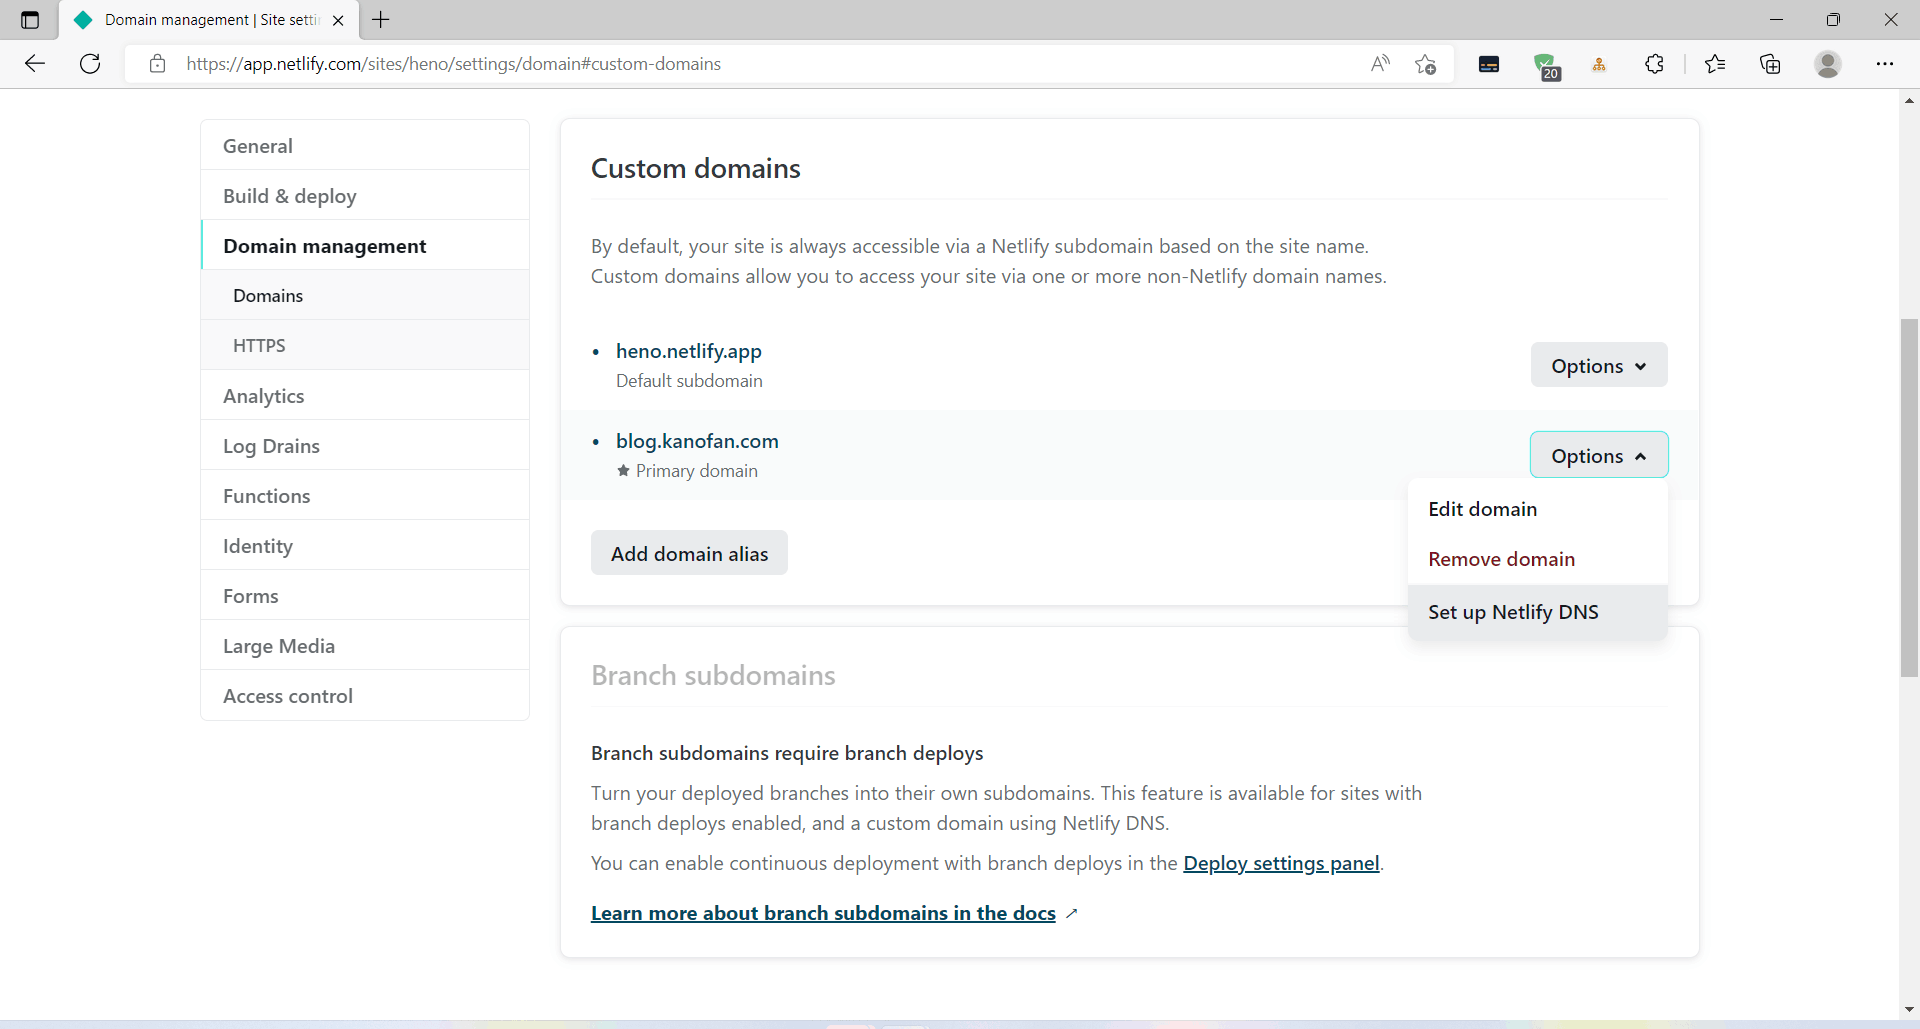 Domain management | Site setti
https://app.netlify.com/sites/heno/settings/domain#custom-domains
20
General
Build & deploy
Domain management
Domains
HTTPS
Analytics
Log Drains
Functions
Identity
Forms
Large Media
Access control
Custom domains
By default, your site is always accessible via a Netlify subdomain based on the site name.
Custom domains allow you to access your site via one or more non-Netlify domain names.
heno.netlify.app
Default subdomain
Options
blog.kanofan.com
Primary domain
Options
Edit domain
Remove domain
Set up Netlify DNS
Add domain alias
Branch subdomains
Branch subdomains require branch deploys
Turn your deployed branches into their own subdomains. This feature is available for sites with
branch deploys enabled, and a custom domain using Netlify DNS.
You can enable continuous deployment with branch deploys in the Deploy settings panel.
Learn more about branch subdomains in the docs